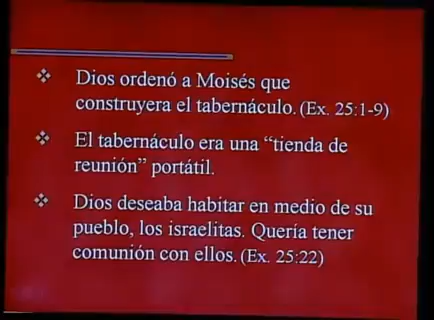 Dios ordenó a Moisés que
construyera el tabernáculo. (Ex. 25:1-9)
El tabernáculo era una “tienda de
reunión” portátil.
Dios deseaba habitar en medio de su
pueblo, los israelitas. Quería tener
comunión con ellos. (Ex. 25:22)